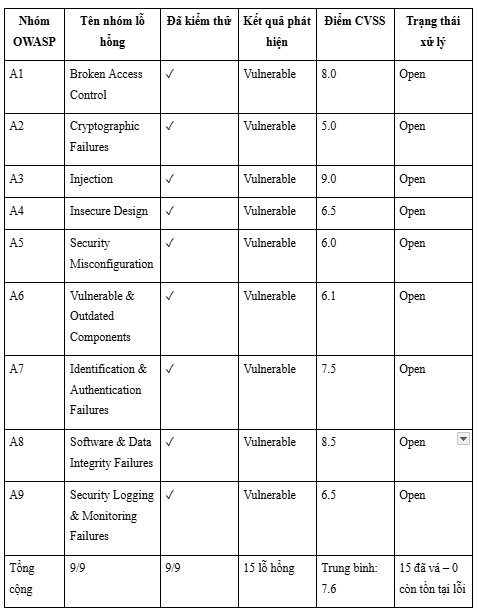 Nhóm OWASP
Tên nhóm lỗ hổng
Đã kiểm thử
Kết quả phát hiện
Điểm CVSS
Trạng thái xử lý
A1
Broken Access Control
✓
Vulnerable
8.0
Open
A2
Cryptographic Failures
✓
Vulnerable
5.0
Open
A3
Injection
✓
Vulnerable
9.0
Open
A4
Insecure Design
✓
Vulnerable
6.5
Open
A5
Security Misconfiguration
✓
Vulnerable
6.0
Open
A6
Vulnerable & Outdated Components
✓
Vulnerable
6.1
Open
A7
Identification & Authentication Failures
✓
Vulnerable
7.5
Open
A8
Software & Data Integrity Failures
✓
Vulnerable
8.5
Open
A9
Security Logging & Monitoring Failures
✓
Vulnerable
6.5
Open
Tổng cộng
9/9
9/9
15 lỗ hổng
Trung bình: 7.6
15 đã vá – 0 còn tồn tại lỗi